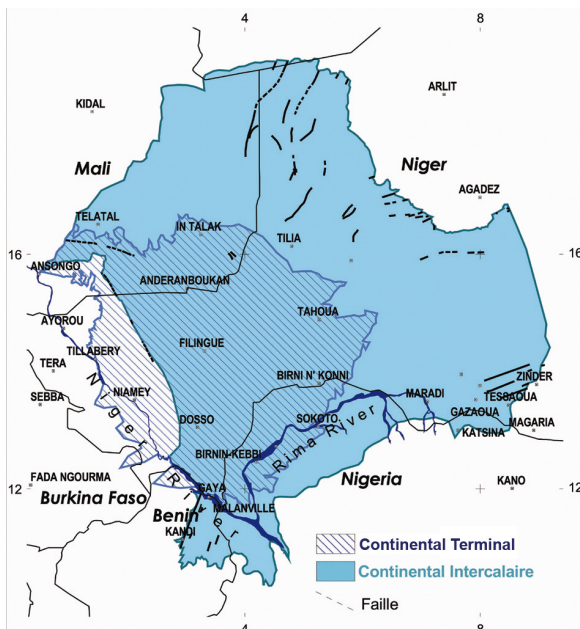 4 8
KIDAL
ARLIT
Mali
Niger
AGADEZ
TELATAL
IN TALAK
TILIA
16 16
ANSONGO
ANDERANBOUKAN
AYOROU
TAHOUA
TILLABERY
FILINGUE
TERA
BIRNI N' KONNI
ZINDER
SEBBA
NIAMEY
MARADI
TESSAOUA
DOSSO
SOKOTO
GAZAOUA
MAGARIA
KATSINA
Niger River
Rima River
BIRNIN-KEBBI
FADA NGOURMA
Nigeria
KANO
12 12
GAYA
Burkina Faso
MALANVILLE
Benin
KANDI
Continental Terminal
Continental Intercalaire
Faille
4 8